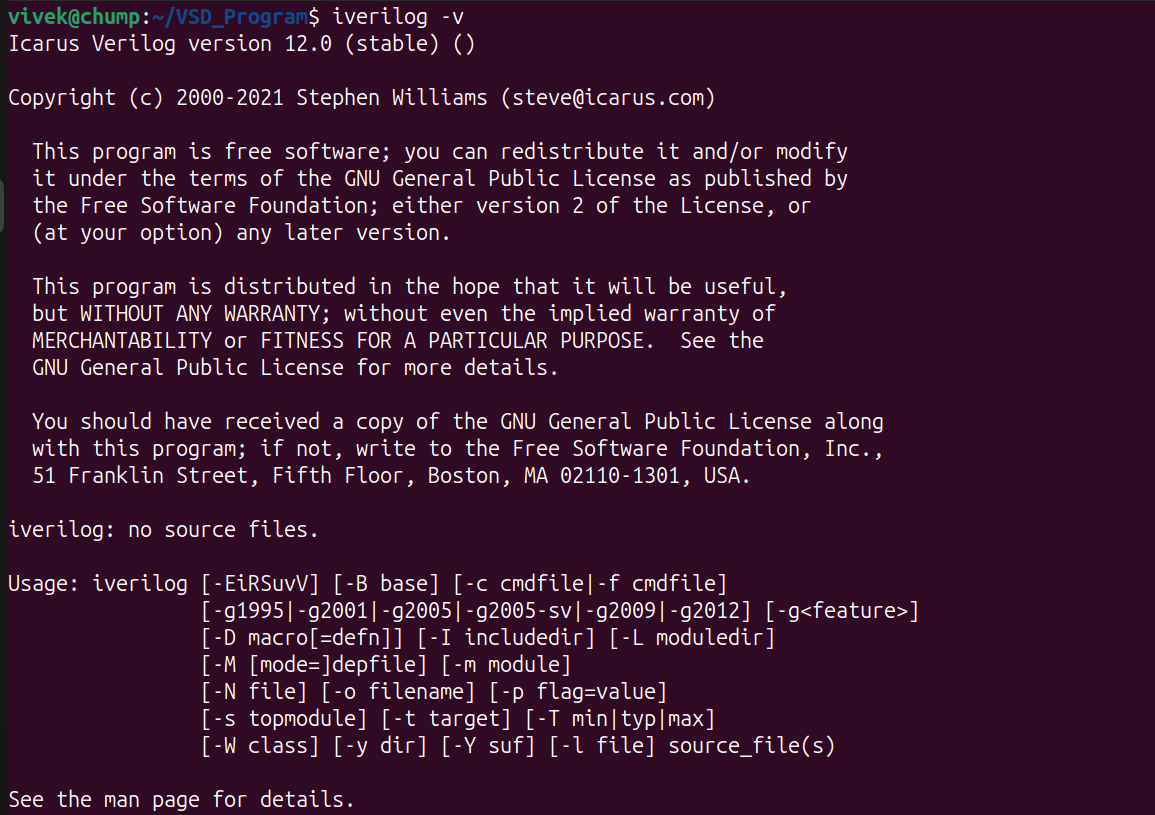 vivek@chump:~/VSD_Program$ iverilog -v
Icarus Verilog version 12.0 (stable) ()
Copyright (c) 2000-2021 Stephen Williams (steve@icarus.com)
This program is free software; you can redistribute it and/or modify
it under the terms of the GNU General Public License as published by
the Free Software Foundation; either version 2 of the License, or
(at your option) any later version.
This program is distributed in the hope that it will be useful,
but WITHOUT ANY WARRANTY; without even the implied warranty of
MERCHANTABILITY or FITNESS FOR A PARTICULAR PURPOSE.  See the
GNU General Public License for more details.
You should have received a copy of the GNU General Public License along
with this program; if not, write to the Free Software Foundation, Inc.,
51 Franklin Street, Fifth Floor, Boston, MA 02110-1301, USA.
iverilog: no source files.
Usage: iverilog [-EiRSuvV] [-B base] [-c cmdfile|-f cmdfile]
[-g1995|-g2001|-g2005|-g2005-sv|-g2009|-g2012] [-g<feature>]
[-D macro[=defn]] [-I includedir] [-L moduledir]
[-M [mode=]depfile] [-m module]
[-N file] [-o filename] [-p flag=value]
[-s topmodule] [-t target] [-T min|typ|max]
[-W class] [-y dir] [-Y suf] [-l file] source_file(s)
See the man page for details.